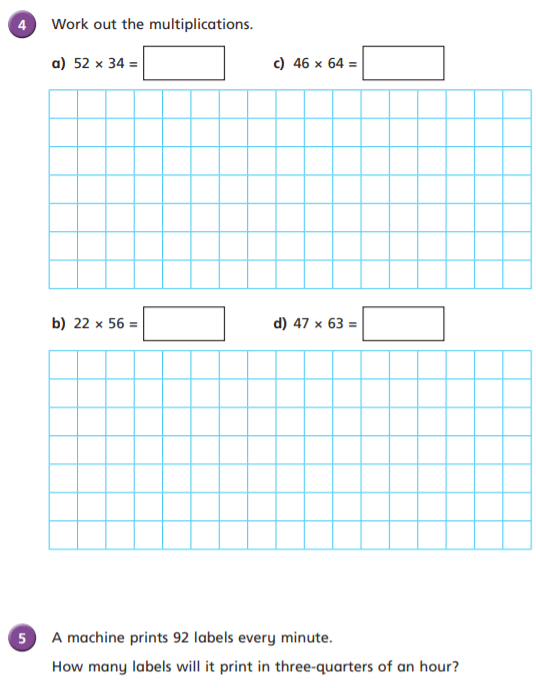 4 Work out the multiplications.
a) 52 × 34 =
c) 46 × 64 =
b) 22 × 56 =
d) 47 × 63 =
5 A machine prints 92 labels every minute.
How many labels will it print in three-quarters of an hour?